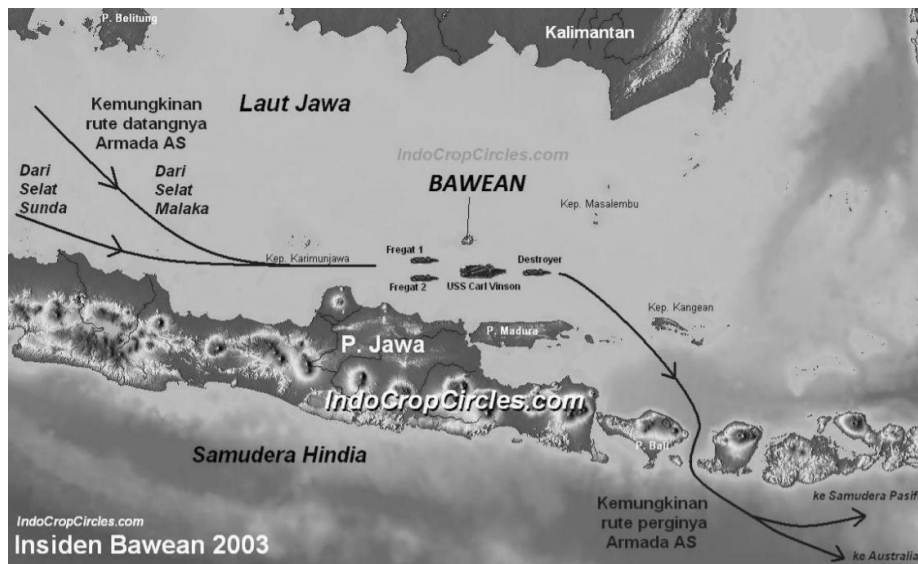 P. Belitung
Kalimantan
Kemungkinan
rute datangnya
Armada AS
Laut Jawa
IndoCropCircles.com
Dari
Selat
Sunda
Dari
Selat
Malaka
BAWEAN
Kep. Masalembu
Kep. Karimunjawa
Fregat 1
Fregat 2
USS Carl Vinson
Destroyer
Kep. Kangean
P. Madura
P. Jawa
IndoCropCircles.com
P. Bali
Samudera Hindia
Kemungkinan
rute perginya
Armada AS
ke Samudera Pasifi
ke Australia
IndoCropCircles.com
Insiden Bawean 2003